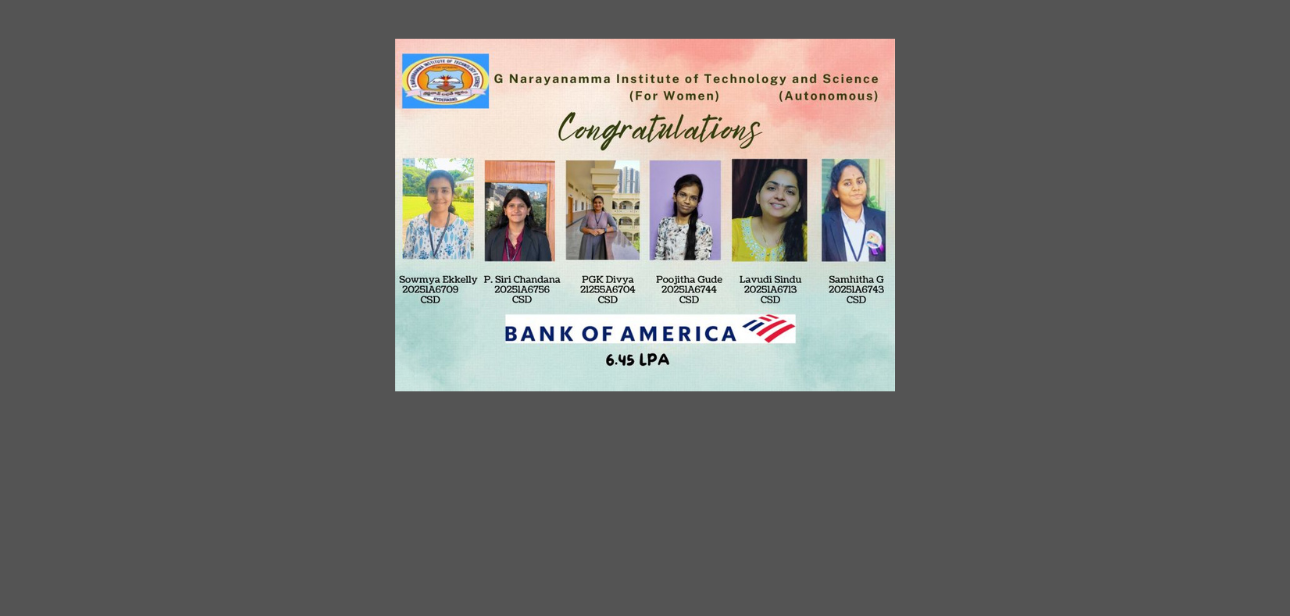 G Narayanamma Institute of Technology and Science
(For Women) (Autonomous)
Congratulations
Sowmya Ekkelly
20251A6709
CSD
P. Siri Chandana
20251A6756
CSD
PGK Divya
21255A6704
CSD
Poojitha Gude
20251A6744
CSD
Lavudi Sindu
20251A6713
CSD
Samhitha G
20251A6743
CSD
BANK OF AMERICA
6.45 LPA